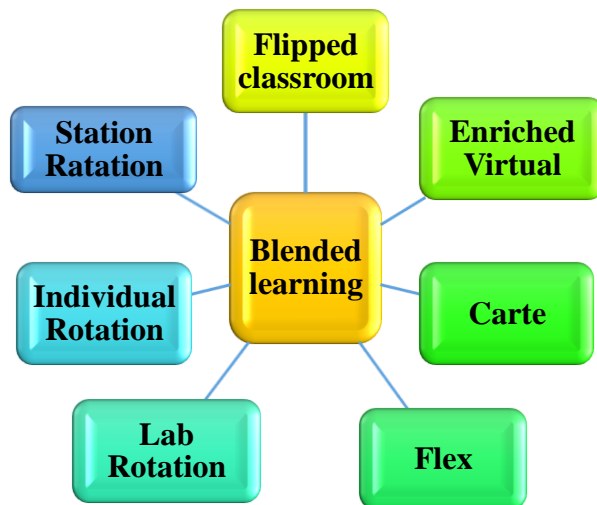 Flipped
classroom
Enriched
Virtual
Carte
Flex
Lab
Rotation
Individual
Rotation
Station
Ratation
Blended
learning